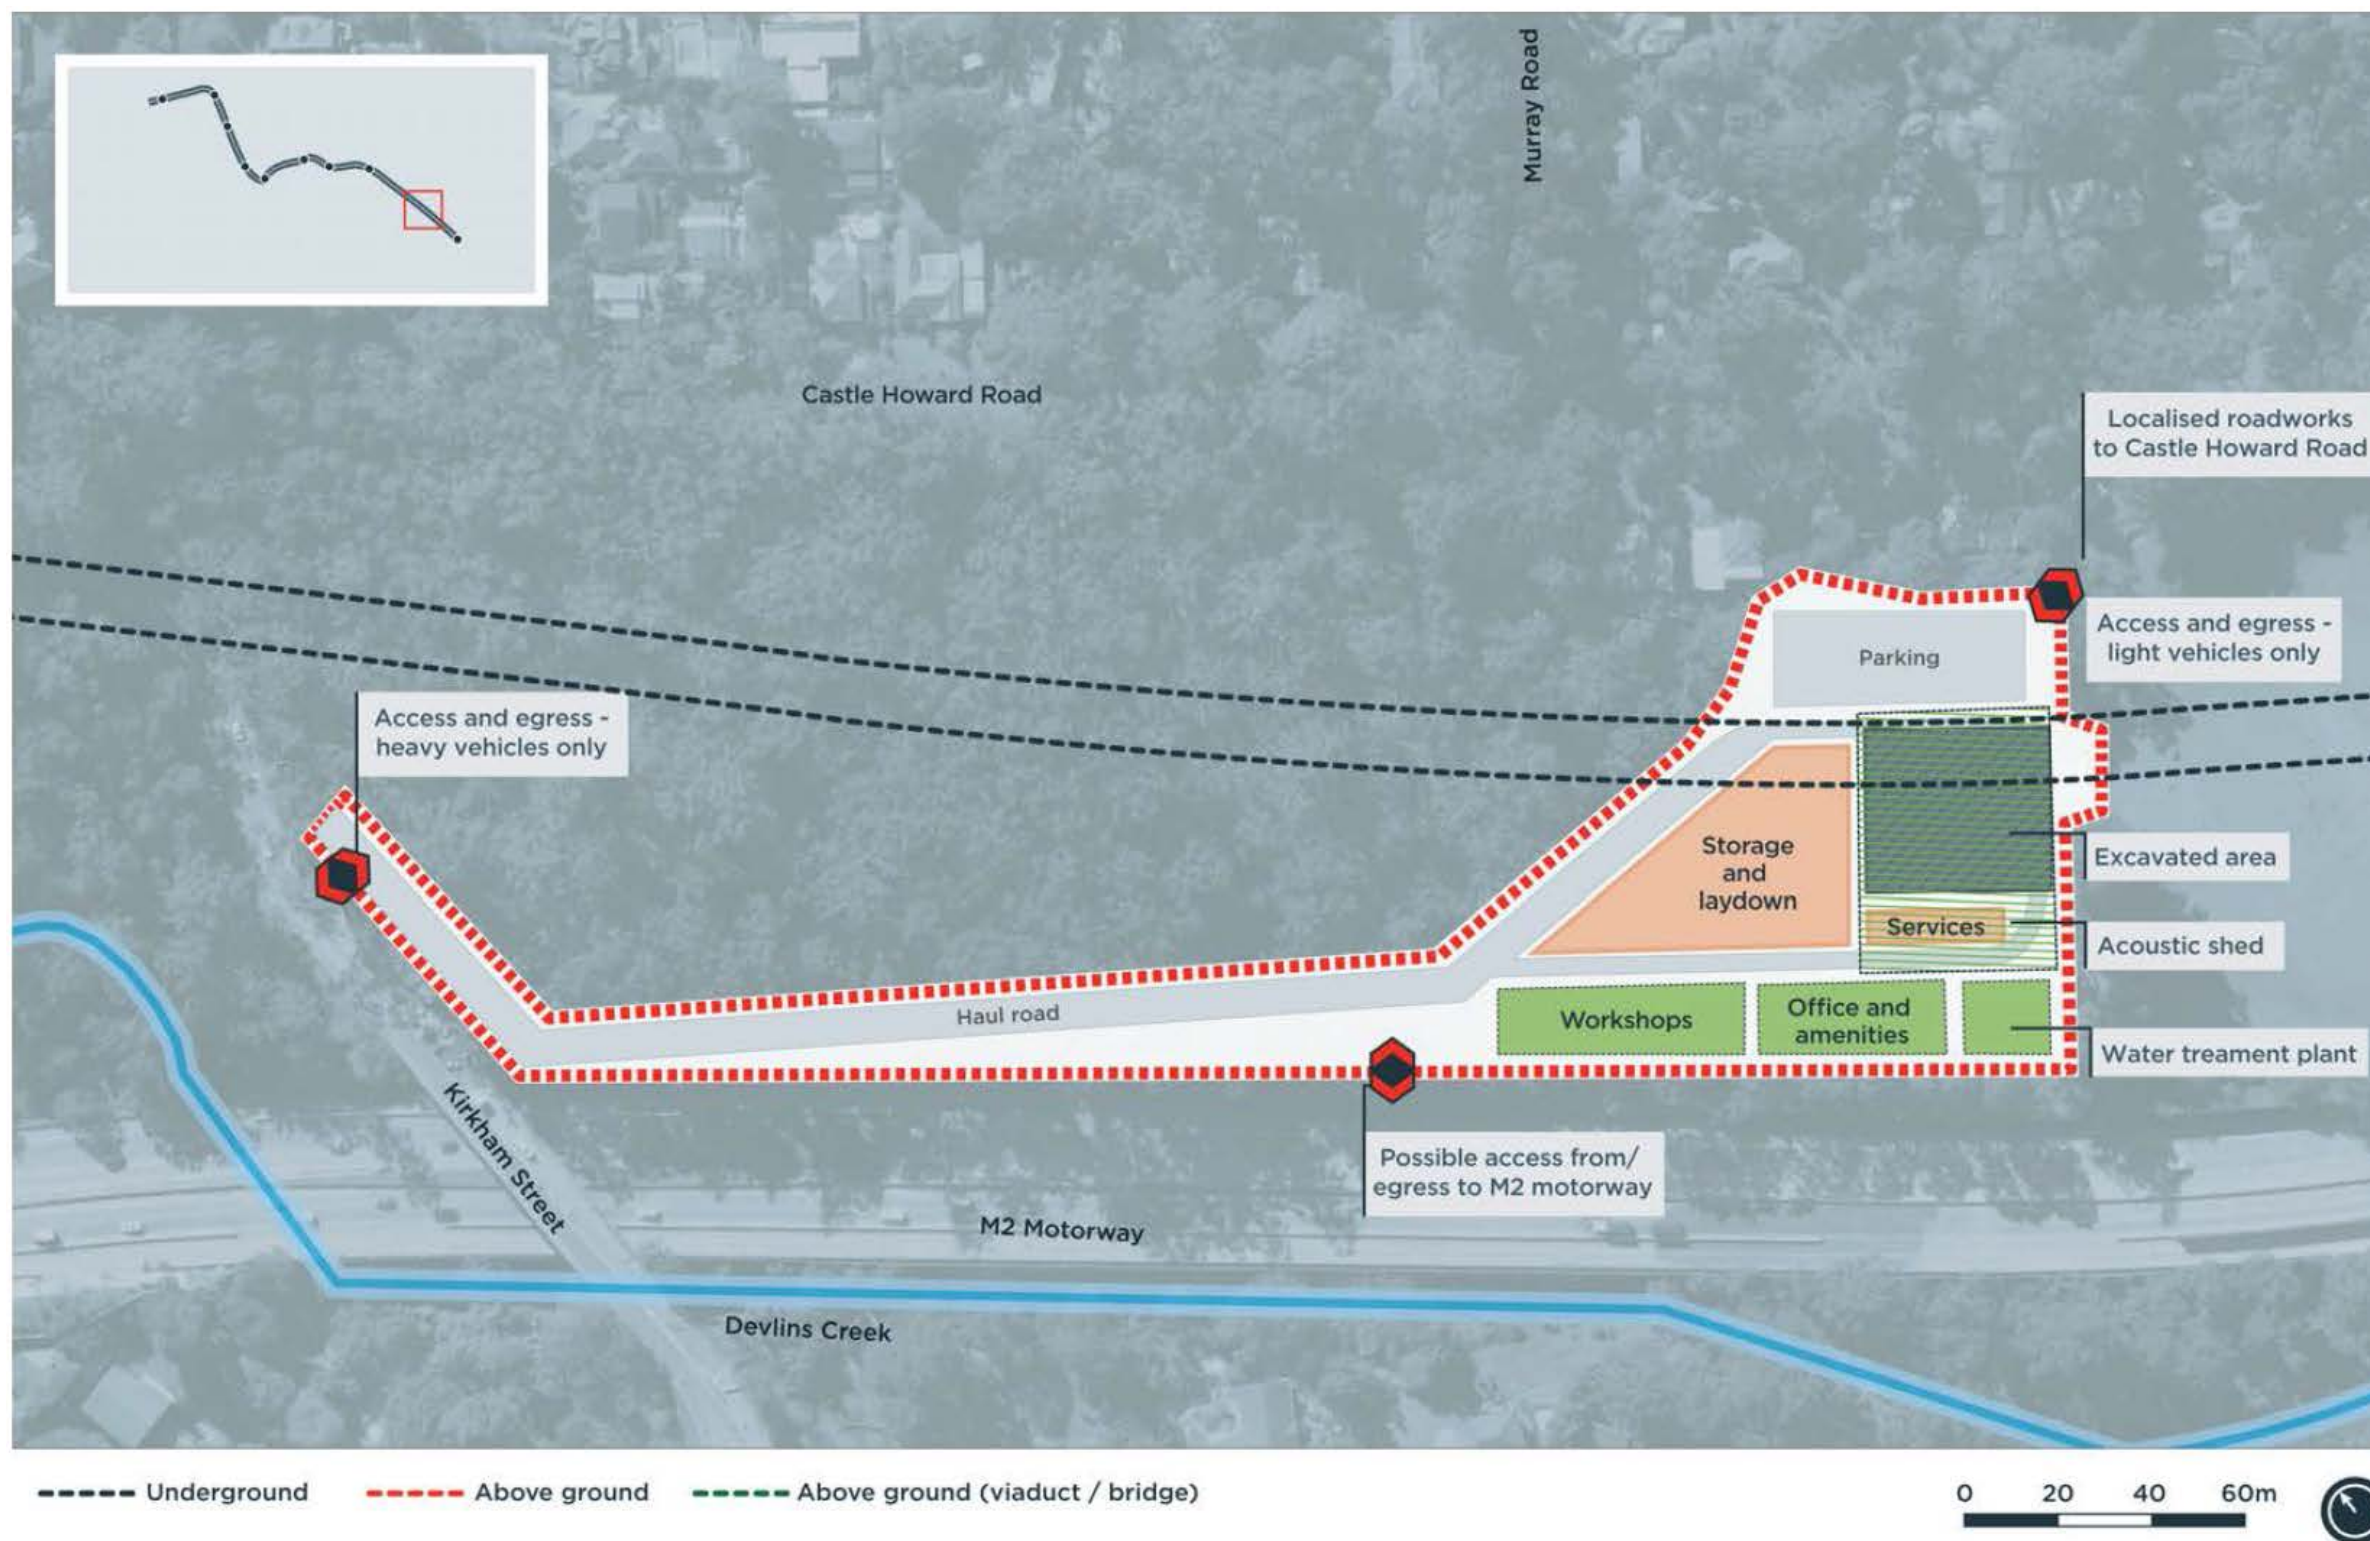 Murray Road
Castle Howard Road
Localised roadworks
to Castle Howard Road
Access and egress -
light vehicles only
Parking
Access and egress -
heavy vehicles only
Storage
and
laydown
Excavated area
Services
Acoustic shed
Haul road
Workshops
Office and
amenities
Water treament plant
Kirkham Street
Possible access from/
egress to M2 motorway
M2 Motorway
Devlins Creek
Underground
Above ground
Above ground (viaduct / bridge)
0 20 40 60m